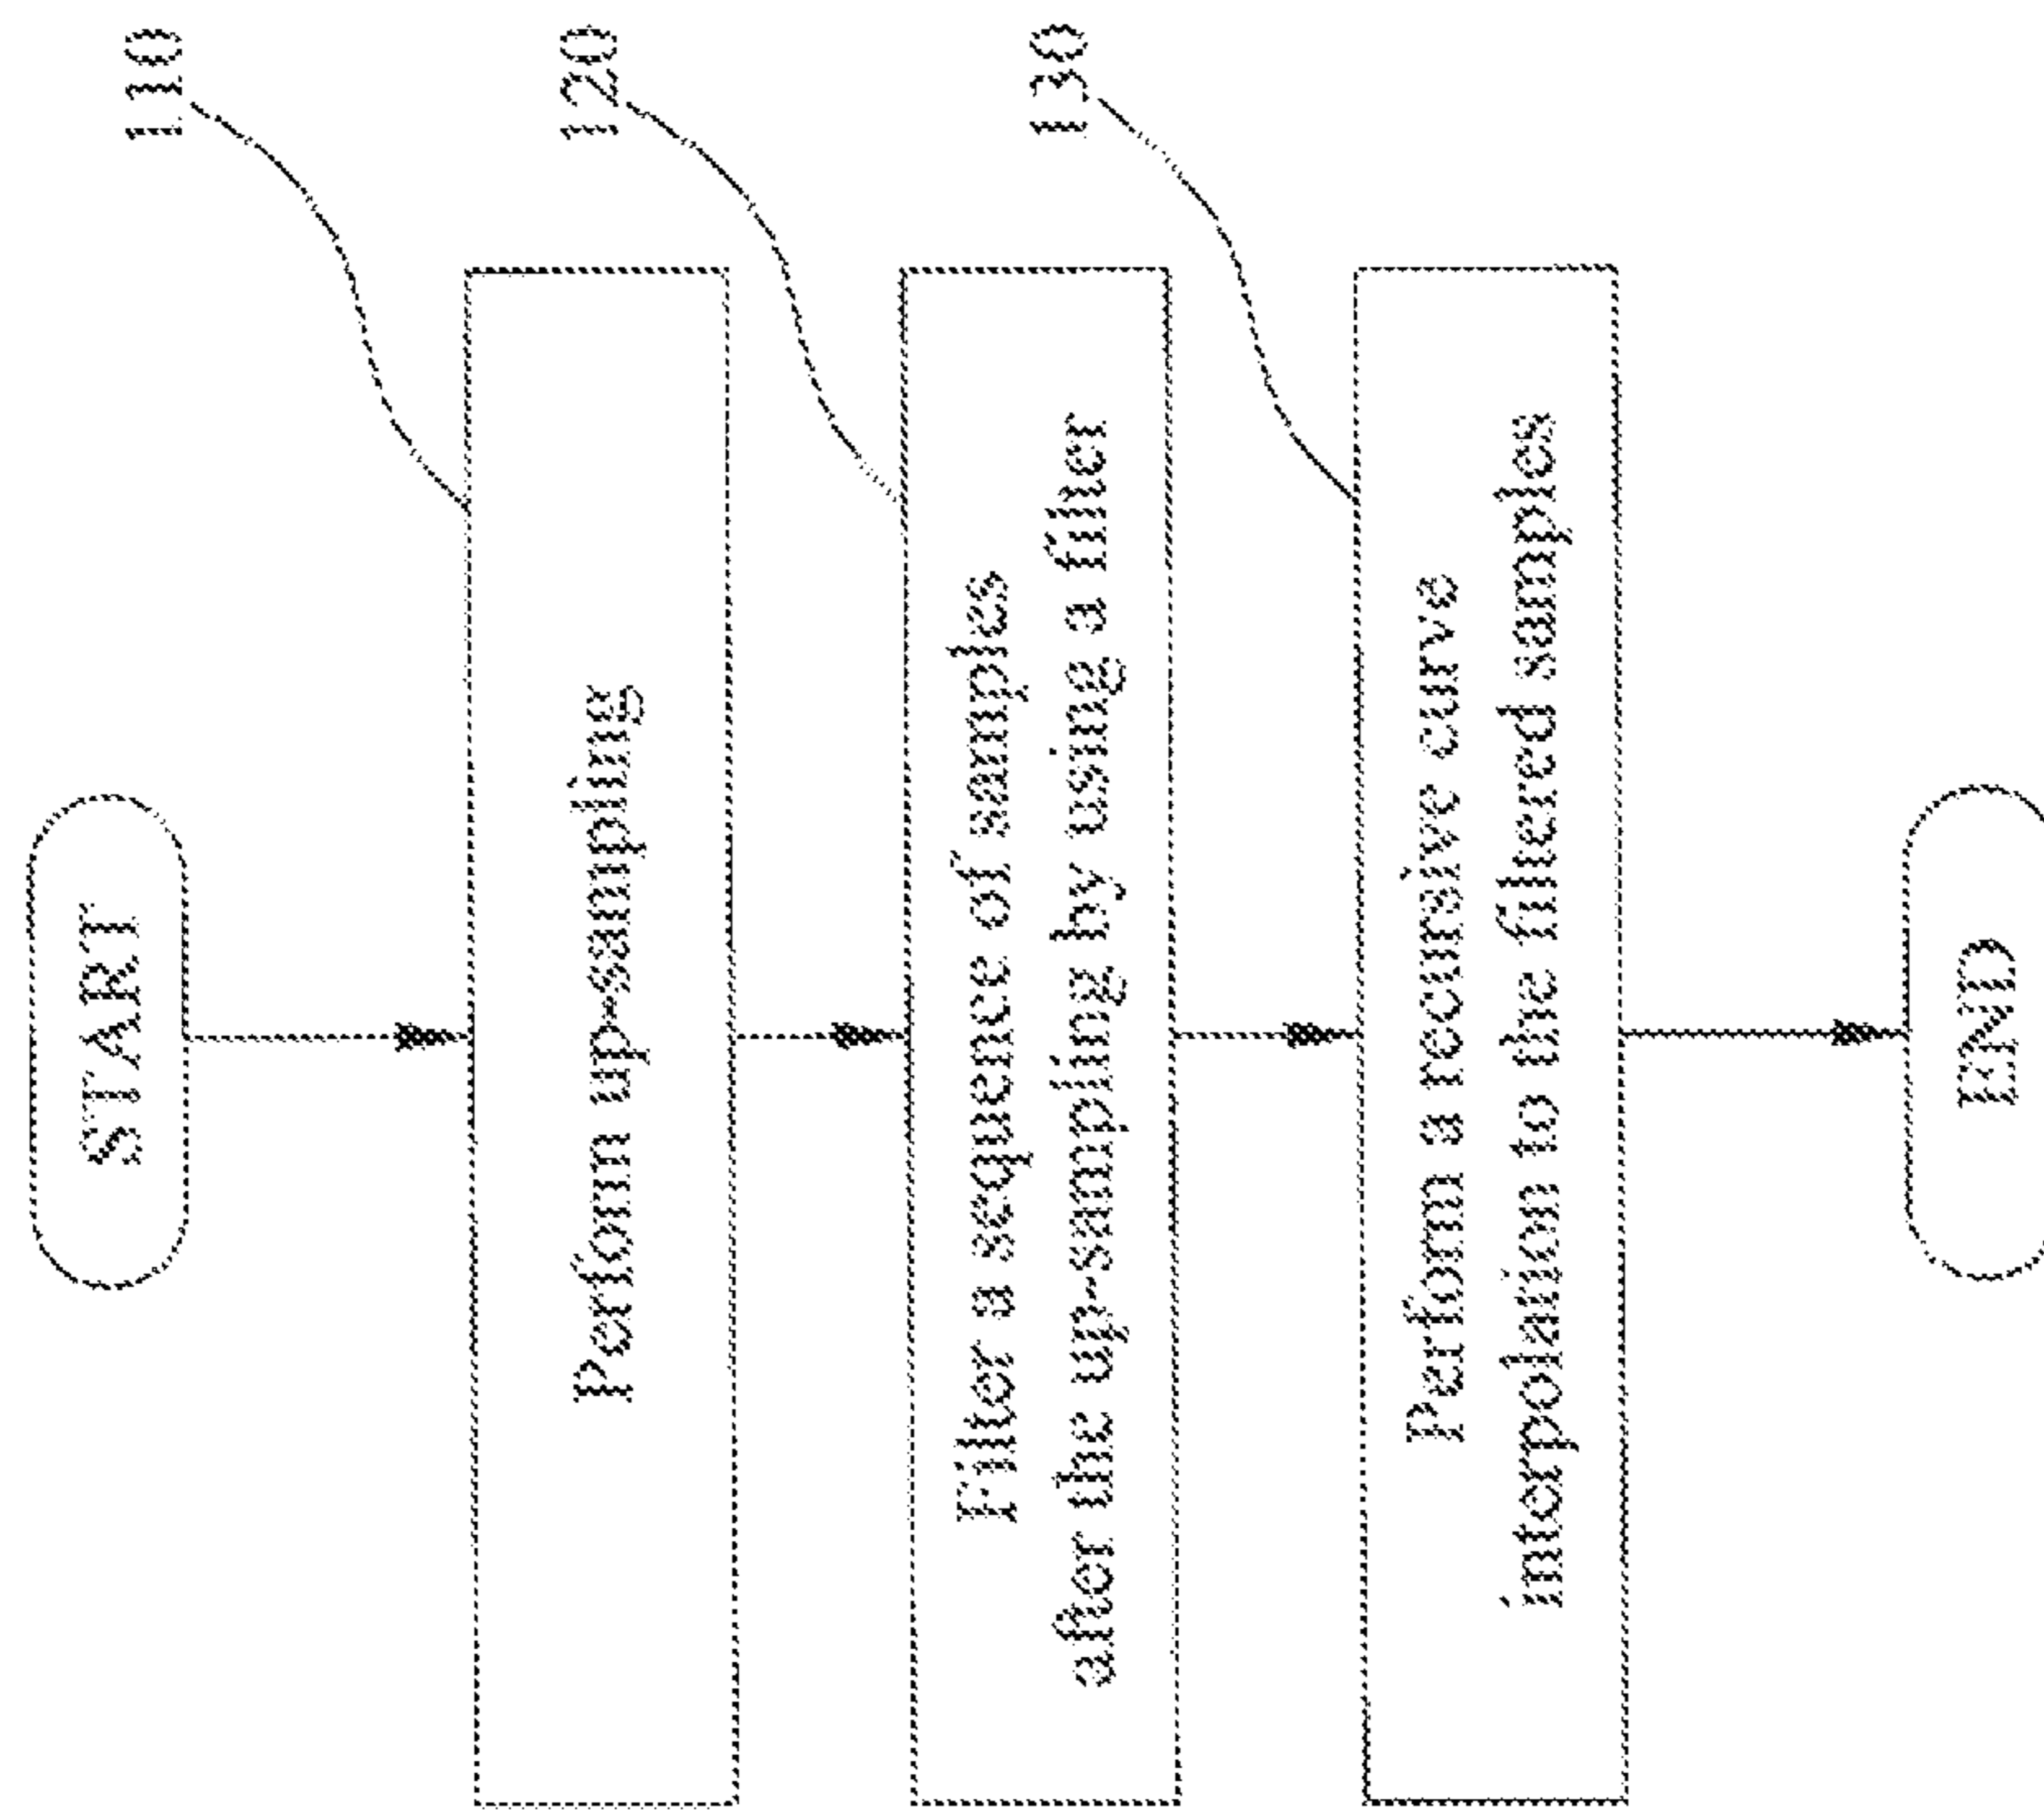 START
110
Perform up-sampling
120
Filter a sequence of samples
after the up-sampling by using a filter
130
Perform a recursive curve
interpolation to the filtered samples
END